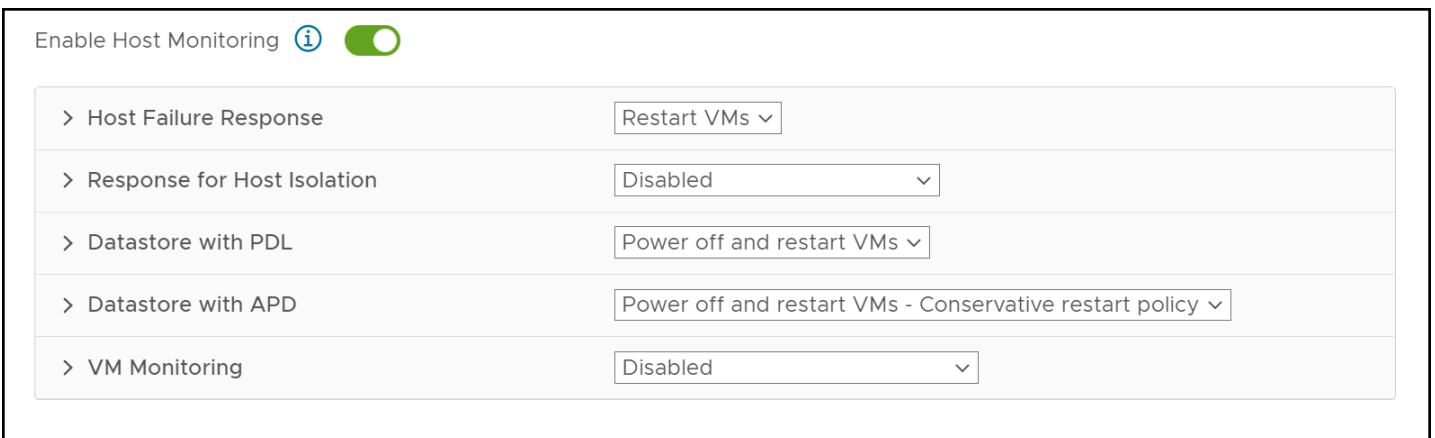 Enable Host Monitoring
Host Failure Response Restart VMs
Response for Host Isolation Disabled
Datastore with PDL Power off and restart VMs
Datastore with APD Power off and restart VMs - Conservative restart policy
VM Monitoring Disabled